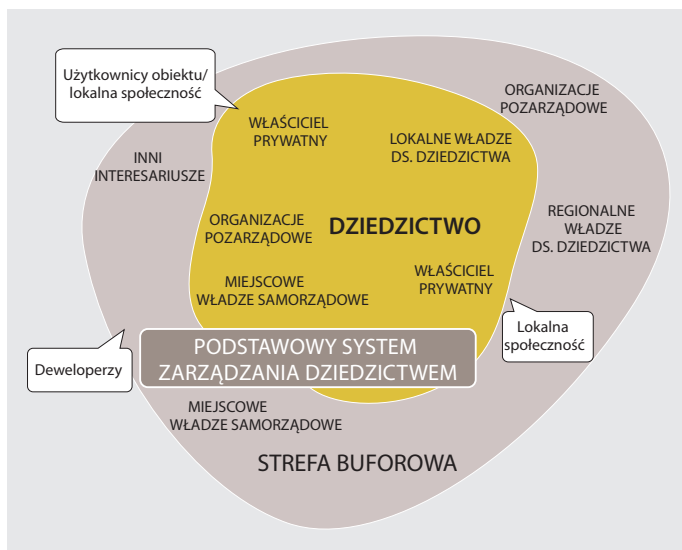 Użytkownicy obiektu/
lokalna społeczność
ORGANIZACJE
POZARZĄDOWE
WŁAŚCICIEL
PRYWATNY
LOKALNE WŁADZE
DS. DZIEDZICTWA
INNI
INTERESARIUSZE
ORGANIZACJE
POZARZĄDOWE
DZIEDZICTWO
REGIONALNE
WŁADZE
DS. DZIEDZICTWA
MIEJSCOWE
WŁADZE SAMORZĄDOWE
WŁAŚCICIEL
PRYWATNY
Lokalna
społeczność
PODSTAWOWY SYSTEM
ZARZĄDZANIA DZIEDZICTWEM
Deweloperzy
MIEJSCOWE
WŁADZE SAMORZĄDOWE
STREFA BUFOROWA